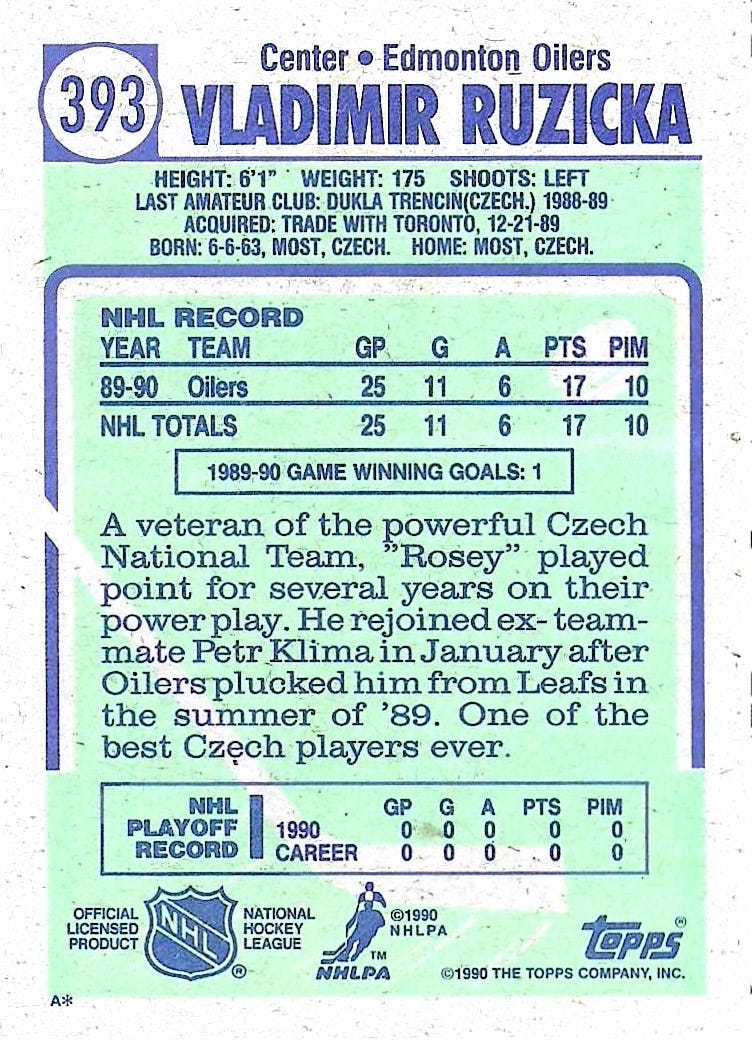 393
Center • Edmonton Oilers
VLADIMIR RUZICKA
HEIGHT: 6'1" WEIGHT: 175 SHOOTS: LEFT
LAST AMATEUR CLUB: DUKLA TRENCIN(CZECH.) 1988-89
ACQUIRED: TRADE WITH TORONTO, 12-21-89
BORN: 6-6-63, MOST, CZECH. HOME: MOST, CZECH.
NHL RECORD
YEAR TEAM GP G A PTS PIM
89-90 Oilers 25 11 6 17 10
NHL TOTALS 25 11 6 17 10
1989-90 GAME WINNING GOALS: 1
A veteran of the powerful Czech
National Team, "Rosey" played
point for several years on their
power play. He rejoined ex-team-
mate Petr Klima in January after
Oilers plucked him from Leafs in
the summer of '89. One of the
best Czech players ever.
NHL PLAYOFF RECORD
GP G A PTS PIM
1990 0 0 0 0 0
CAREER 0 0 0 0 0
OFFICIAL
LICENSED
PRODUCT
NHL
®
NATIONAL
HOCKEY
LEAGUE
TM
NHLPA
©1990
NHLPA
TOPPS®
©1990 THE TOPPS COMPANY, INC.
A*